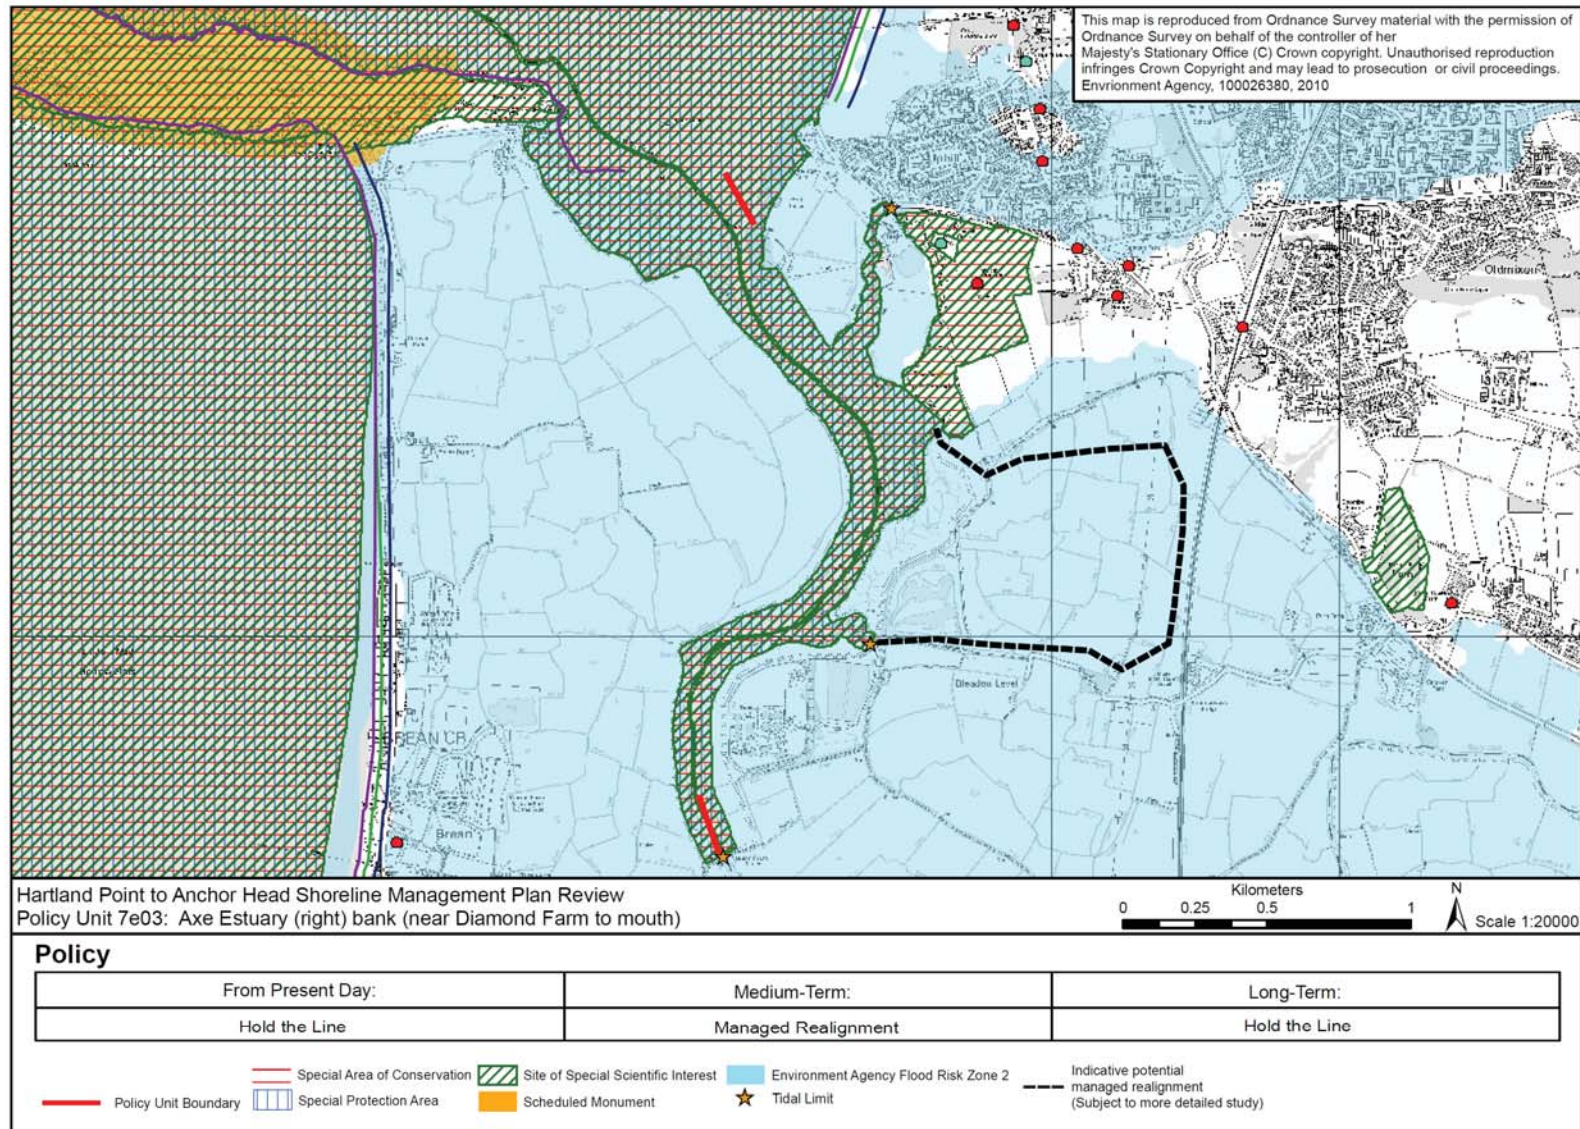 This map is reproduced from Ordnance Survey material with the permission of
Ordnance Survey on behalf of the controller of her
Majesty's Stationary Office (C) Crown copyright. Unauthorised reproduction
infringes Crown Copyright and may lead to prosecution or civil proceedings.
Envrionment Agency, 100026380, 2010
Oldmixon
Bleadon Level
BREAN CP
Brean
Hartland Point to Anchor Head Shoreline Management Plan Review
Policy Unit 7e03: Axe Estuary (right) bank (near Diamond Farm to mouth)
Kilometers
0 0.25 0.5 1
N
Scale 1:20000
Policy
From Present Day: Medium-Term: Long-Term:
Hold the Line Managed Realignment Hold the Line
Policy Unit Boundary
Special Area of Conservation
Special Protection Area
Site of Special Scientific Interest
Scheduled Monument
Environment Agency Flood Risk Zone 2
Tidal Limit
Indicative potential
managed realignment
(Subject to more detailed study)